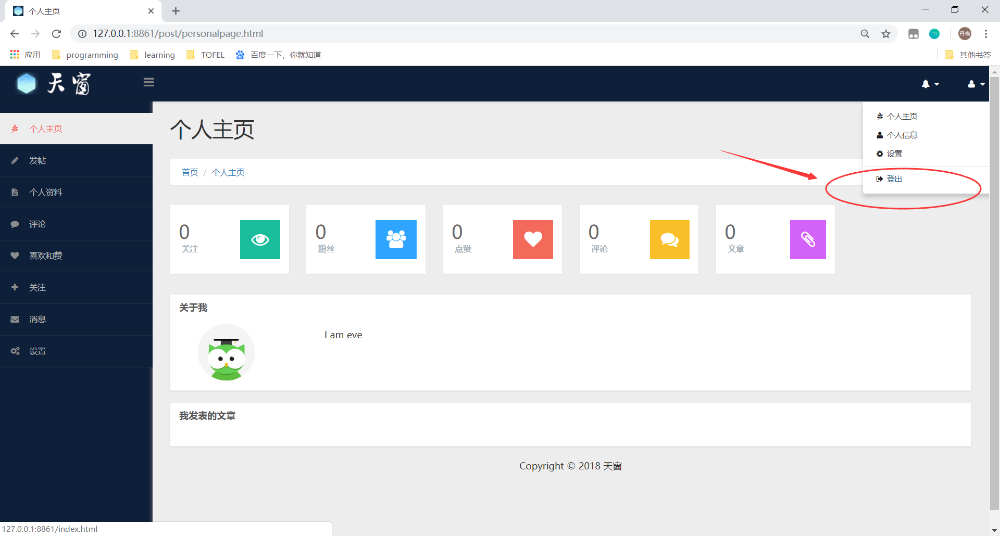 个人主页
127.0.0.1:8861/post/personalpage.html
丹梅
应用 programming learning TOFEL du 百度一下，你就知道 其他书签
天窗
个人主页
发帖
个人资料
评论
喜欢和赞
关注
消息
设置
个人主页
首页 / 个人主页
个人主页
个人信息
设置
登出
0
关注
0
粉丝
0
点赞
0
评论
0
文章
关于我
I am eve
我发表的文章
Copyright © 2018 天窗
127.0.0.1:8861/index.html